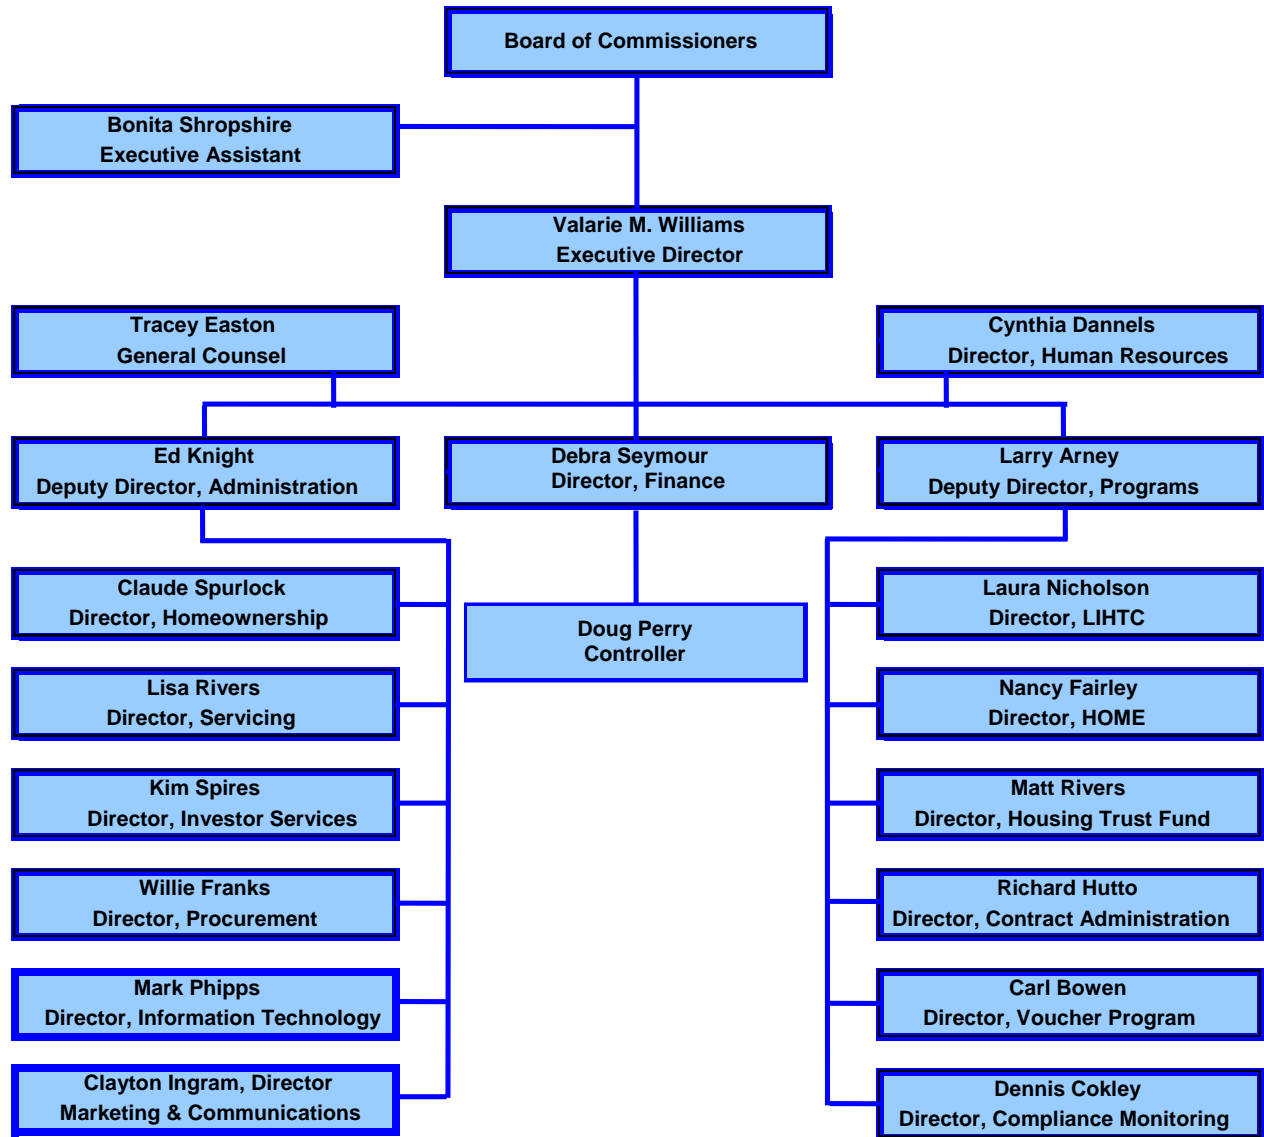 Board of Commissioners
Bonita Shropshire
Executive Assistant
Valarie M. Williams
Executive Director
Tracey Easton
General Counsel
Cynthia Dannels
Director, Human Resources
Ed Knight
Deputy Director, Administration
Debra Seymour
Director, Finance
Larry Arney
Deputy Director, Programs
Claude Spurlock
Director, Homeownership
Lisa Rivers
Director, Servicing
Kim Spires
Director, Investor Services
Willie Franks
Director, Procurement
Mark Phipps
Director, Information Technology
Clayton Ingram, Director
Marketing & Communications
Doug Perry
Controller
Laura Nicholson
Director, LIHTC
Nancy Fairley
Director, HOME
Matt Rivers
Director, Housing Trust Fund
Richard Hutto
Director, Contract Administration
Carl Bowen
Director, Voucher Program
Dennis Cokley
Director, Compliance Monitoring